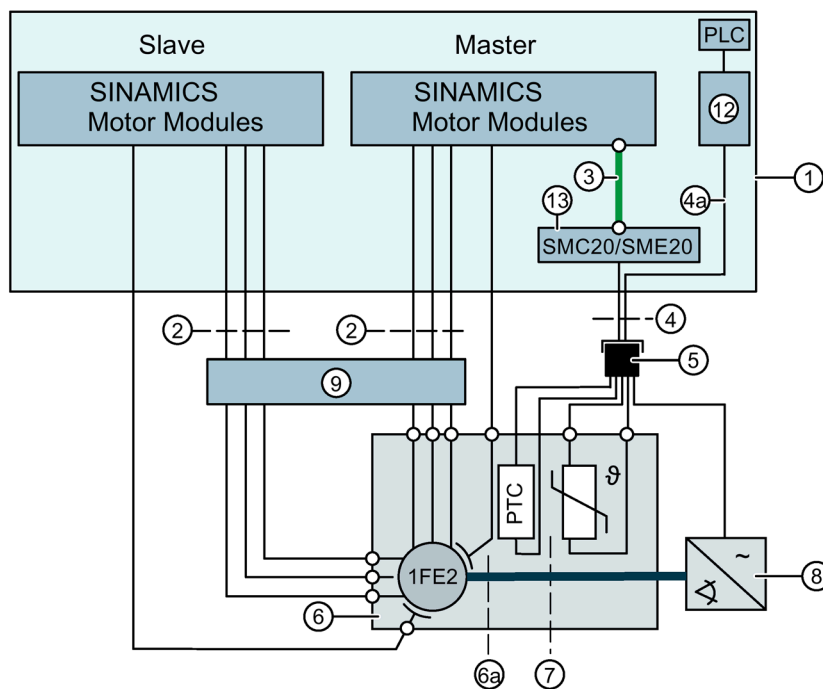 Slave
Master
PLC
SINAMICS
Motor Modules
SINAMICS
Motor Modules
12
3
1
13
4a
SMC20/SME20
2
2
4
5
9
PTC
ϑ
1FE2
~
∢
8
6
6a
7